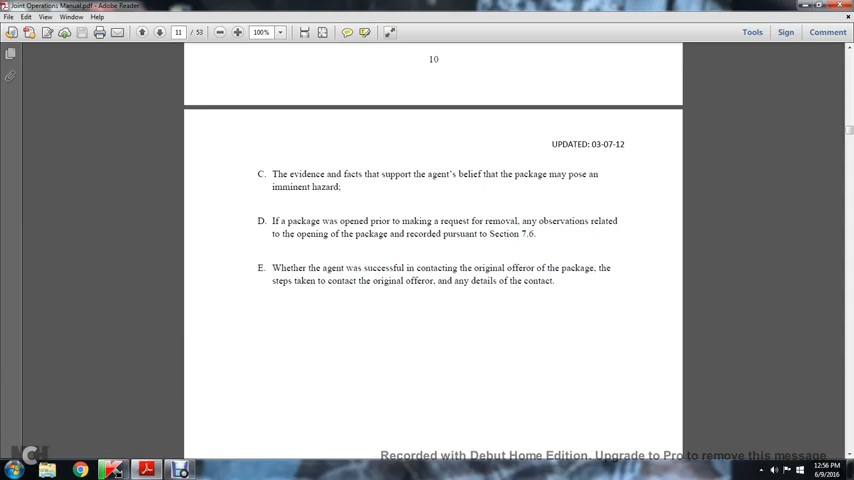 Joint Operations Manual.pdf - Adobe Reader
File Edit View Window Help
11 / 53 100% Tools Sign Comment
10
UPDATED: 03-07-12
C. The evidence and facts that support the agent's belief that the package may pose an
imminent hazard;
D. If a package was opened prior to making a request for removal, any observations related
to the opening of the package and recorded pursuant to Section 7.6.
E. Whether the agent was successful in contacting the original offeror of the package, the
steps taken to contact the original offeror, and any details of the contact.
Recorded with Debut Home Edition. Upgrade to Pro to remove this message
NCH
12:56 PM
6/9/2016